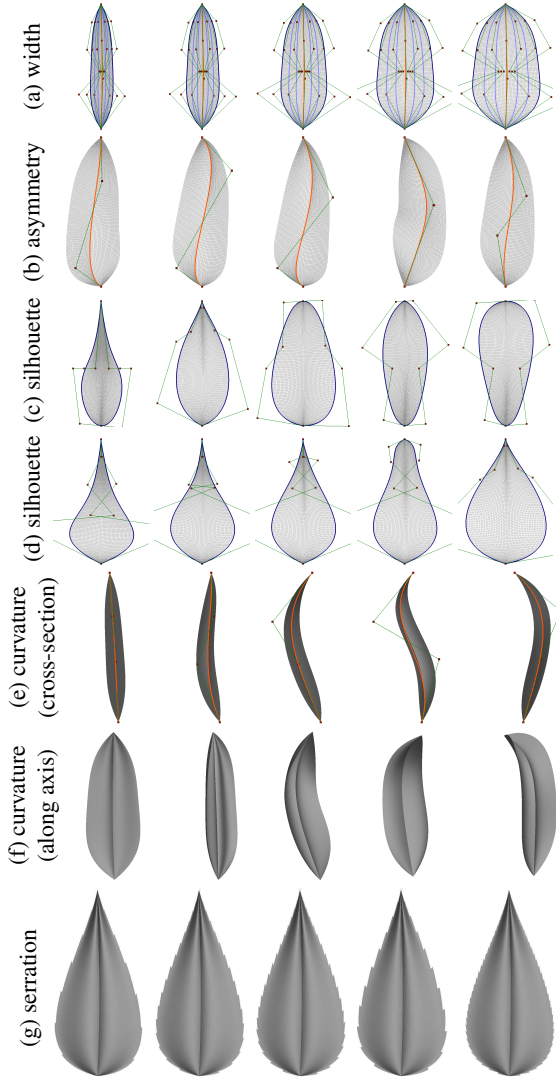 (a) width
(b) asymmetry
(c) silhouette
(d) silhouette
(e) curvature
(cross-section)
(f) curvature
(along axis)
(g) serration